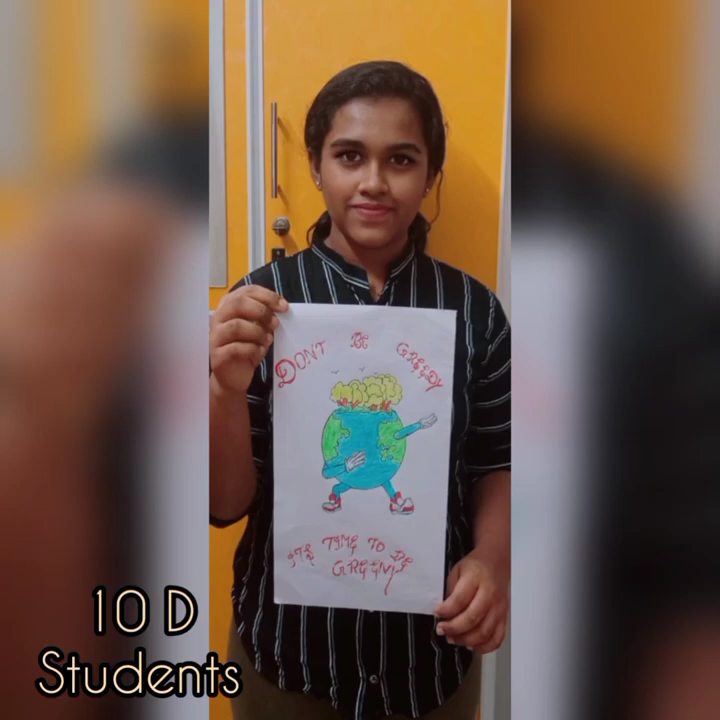 DONT BE GREEDY
ITS TIME TO BE
GREEN!
10 D
Students